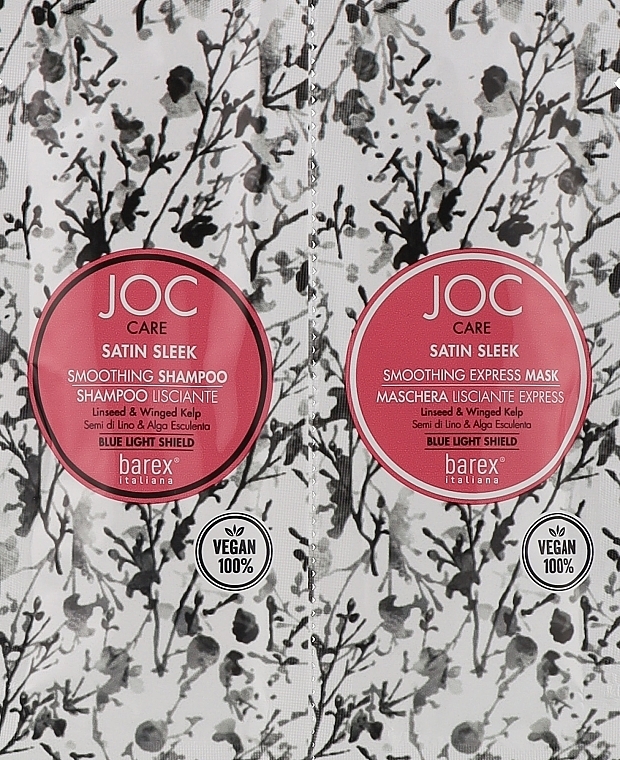 JOC
CARE
SATIN SLEEK
SMOOTHING SHAMPOO
SHAMPOO LISCIANTE
Linseed & Winged Kelp
Semi di Lino & Alga Esculenta
BLUE LIGHT SHIELD
barex®
italiana
VEGAN
100%
JOC
CARE
SATIN SLEEK
SMOOTHING EXPRESS MASK
MASCHERA LISCIANTE EXPRESS
Linseed & Winged Kelp
Semi di Lino & Alga Esculenta
BLUE LIGHT SHIELD
barex®
italiana
VEGAN
100%